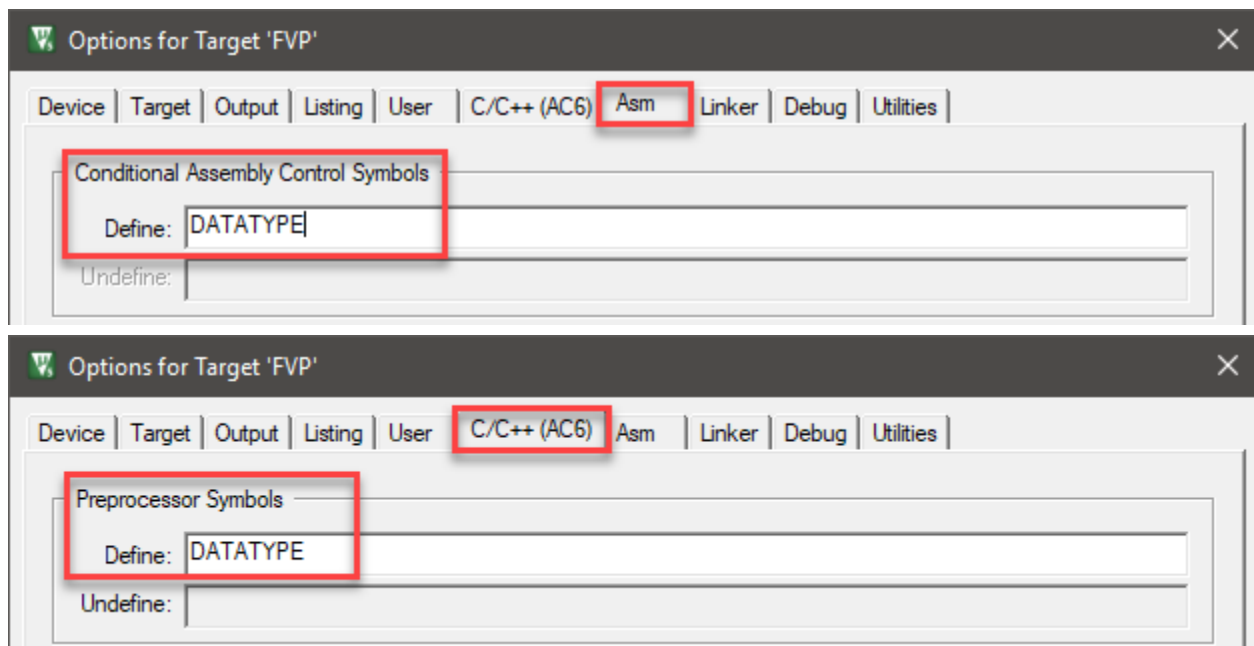 Options for Target 'FVP'
Device Target Output Listing User C/C++ (AC6) Asm Linker Debug Utilities
Conditional Assembly Control Symbols
Define: DATATYPE
Undefine:
Options for Target 'FVP'
Device Target Output Listing User C/C++ (AC6) Asm Linker Debug Utilities
Preprocessor Symbols
Define: DATATYPE
Undefine: